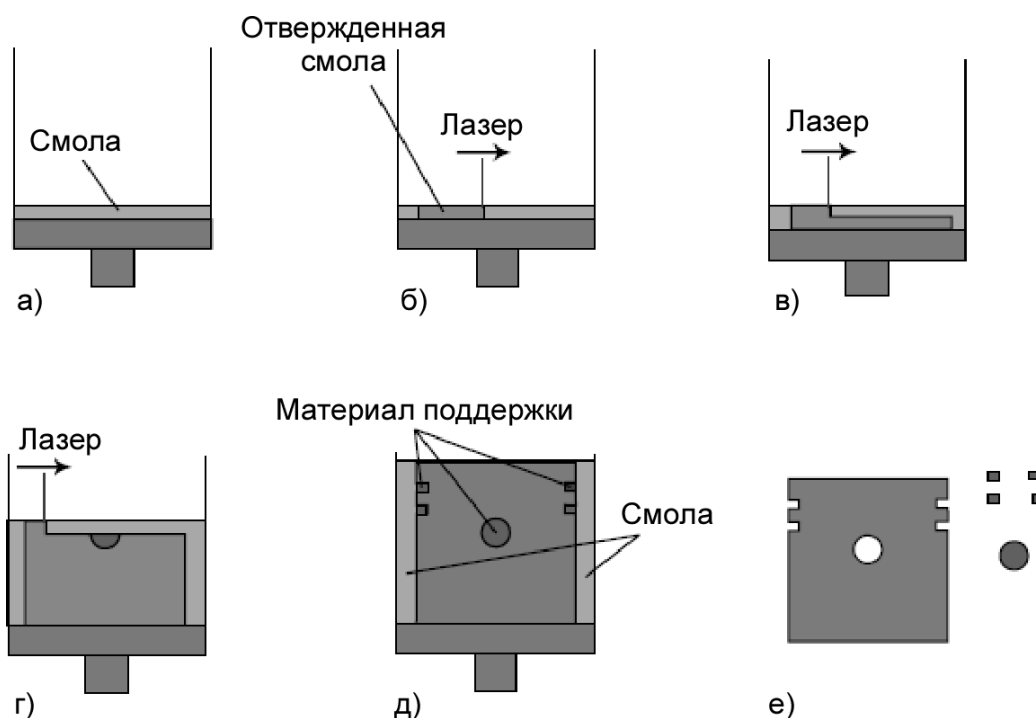 Смола
а)
Отвержденная
смола
Лазер
б)
Лазер
в)
Лазер
г)
Материал поддержки
Смола
д)
е)